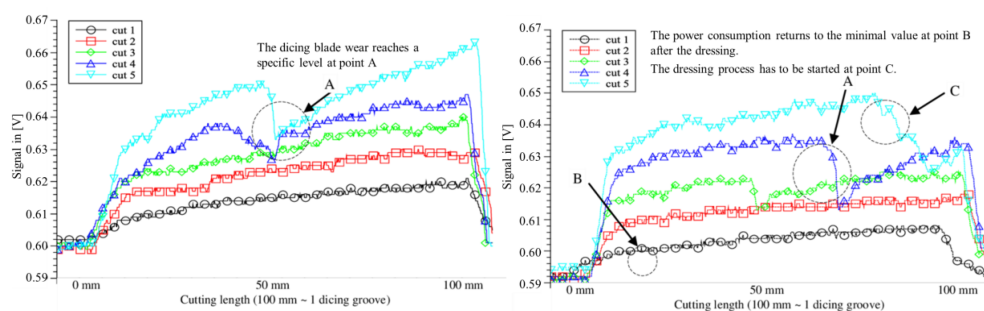 0.67
0.66
0.65
0.64
0.63
0.62
0.61
0.60
0.59
Signal in [V]
cut 1
cut 2
cut 3
cut 4
cut 5
The dicing blade wear reaches a
specific level at point A
A
0 mm
50 mm
100 mm
Cutting length (100 mm ~ 1 dicing groove)
0.67
0.66
0.65
0.64
0.63
0.62
0.61
0.60
0.59
Signal in [V]
cut 1
cut 2
cut 3
cut 4
cut 5
The power consumption returns to the minimal value at point B
after the dressing.
The dressing process has to be started at point C.
A
C
B
0 mm
50 mm
100 mm
Cutting length (100 mm ~ 1 dicing groove)